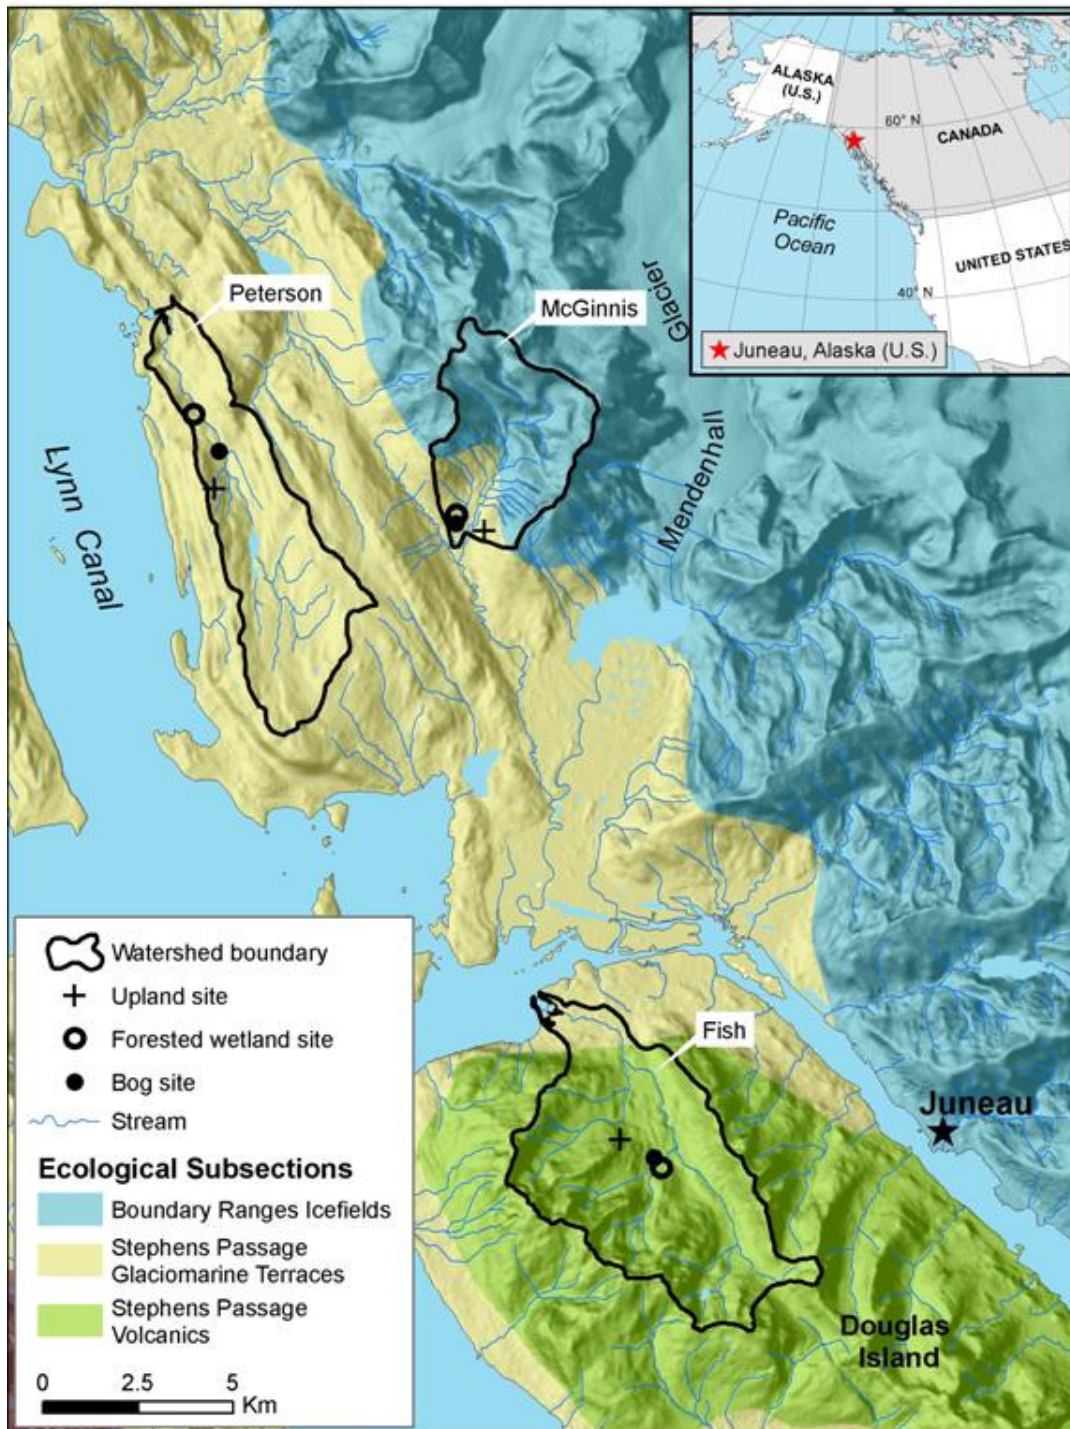 ALASKA
(U.S.)
60° N
CANADA
Pacific
Ocean
UNITED STATES
40° N
Juneau, Alaska (U.S.)
Peterson
McGinnis
Glacier
Mendenhall
Lynn Canal
Fish
Juneau
Douglas
Island
Watershed boundary
Upland site
Forested wetland site
Bog site
Stream
Ecological Subsections
Boundary Ranges Icefields
Stephens Passage
Glaciomarine Terraces
Stephens Passage
Volcanics
0 2.5 5
Km